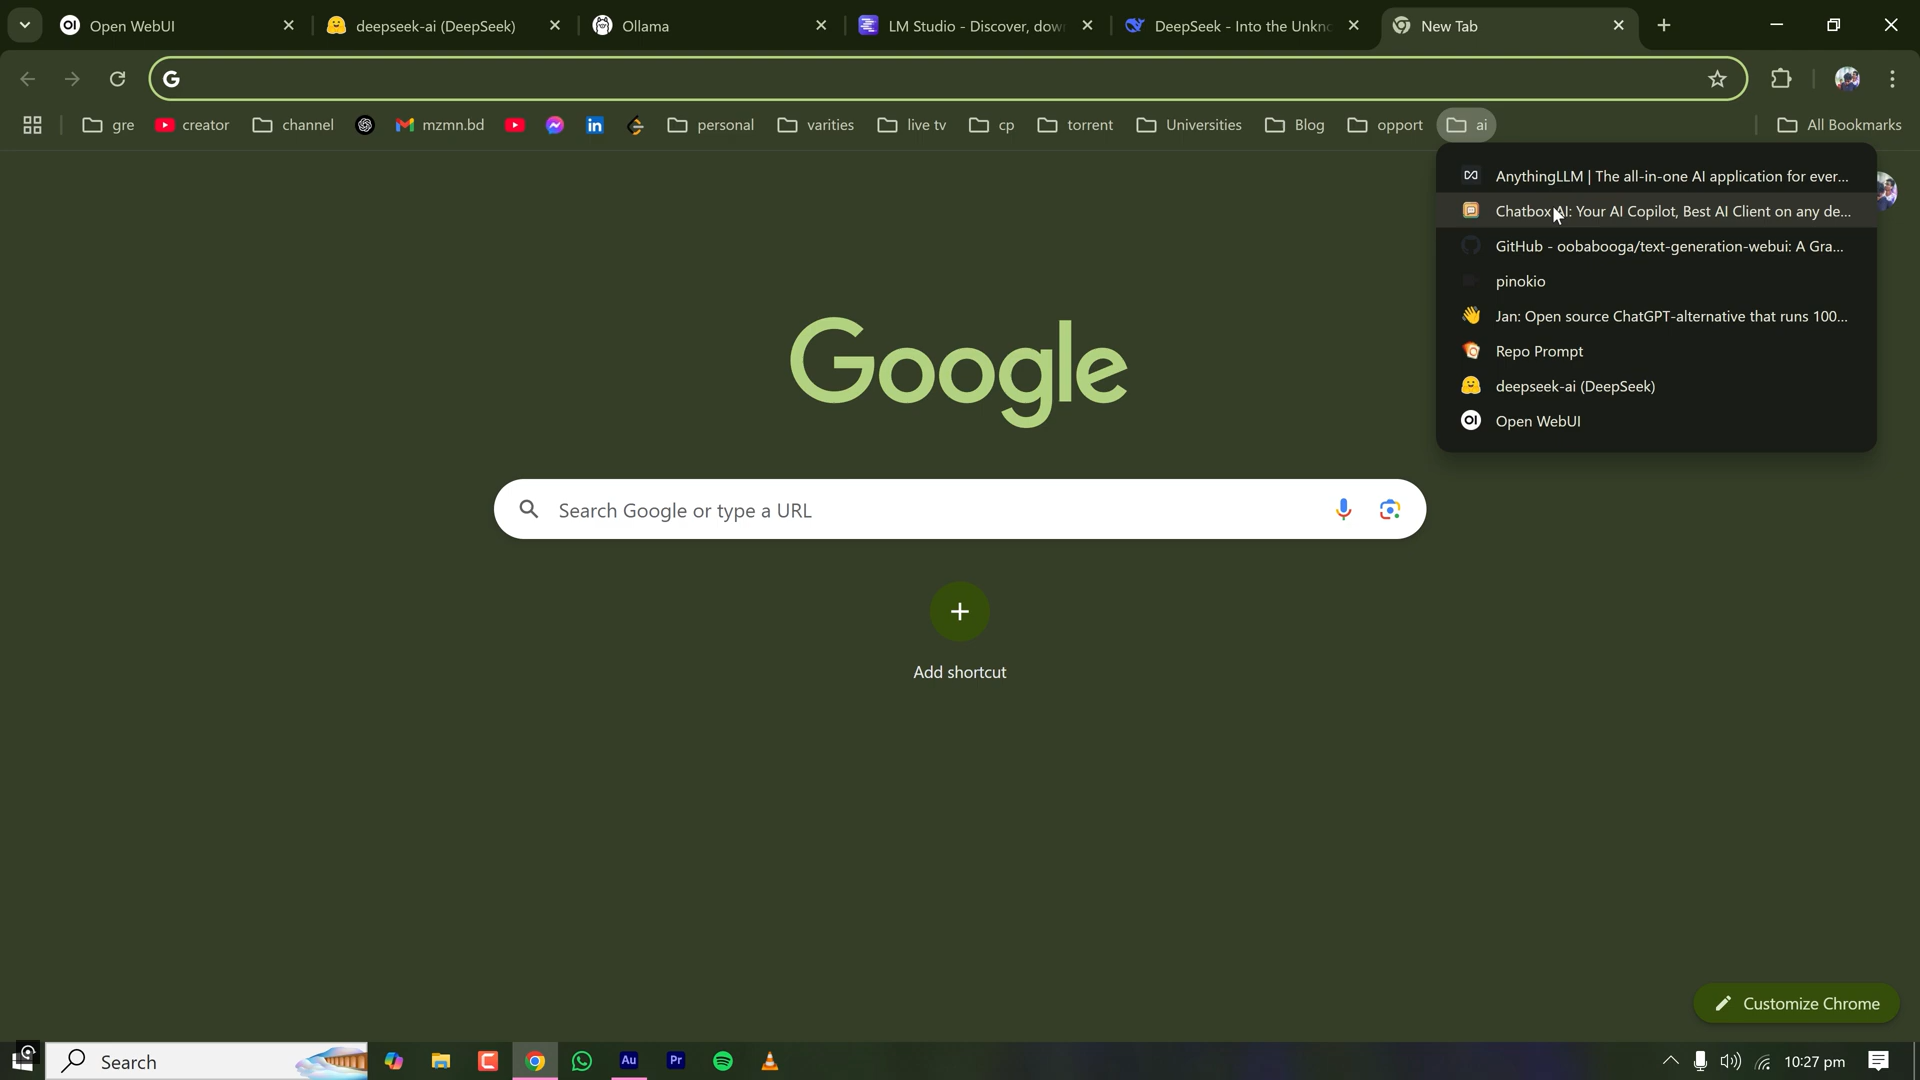 Open WebUI
deepseek-ai (DeepSeek)
Ollama
LM Studio - Discover, dow
DeepSeek - Into the Unkn
New Tab
gre
creator
channel
mzmn.bd
in
personal
varities
live tv
cp
torrent
Universities
Blog
opport
ai
All Bookmarks
AnythingLLM | The all-in-one AI application for ever...
Chatbox AI: Your AI Copilot, Best AI Client on any de...
GitHub - oobabooga/text-generation-webui: A Gra...
pinokio
Jan: Open source ChatGPT-alternative that runs 100...
Repo Prompt
deepseek-ai (DeepSeek)
OI Open WebUI
Google
Search Google or type a URL
Add shortcut
Customize Chrome
Search
Au
Pr
10:27 pm